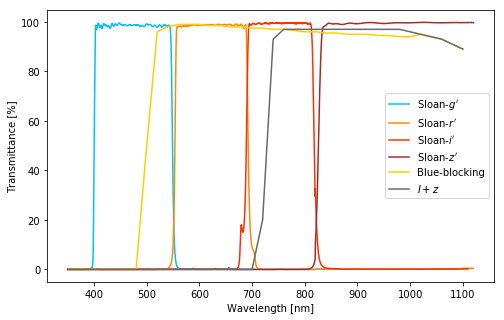 100
80
60
40
20
0
Transmittance [%]
400 500 600 700 800 900 1000 1100
Wavelength [nm]
Sloan-g′
Sloan-r′
Sloan-i′
Sloan-z′
Blue-blocking
I + z